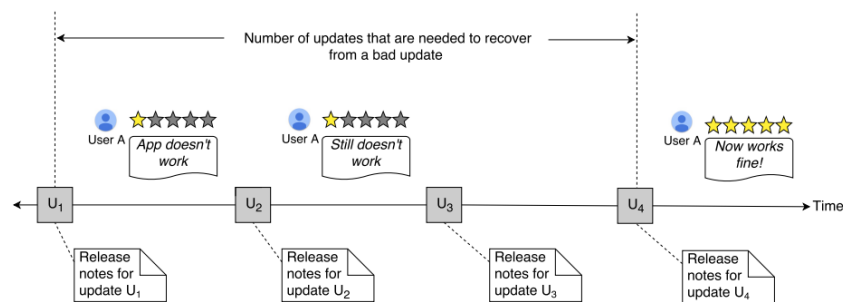 Number of updates that are needed to recover
from a bad update
User A
App doesn't
work
User A
Still doesn't
work
User A
Now works
fine!
U₁
U₂
U₃
U₄
Time
Release
notes for
update U₁
Release
notes for
update U₂
Release
notes for
update U₃
Release
notes for
update U₄